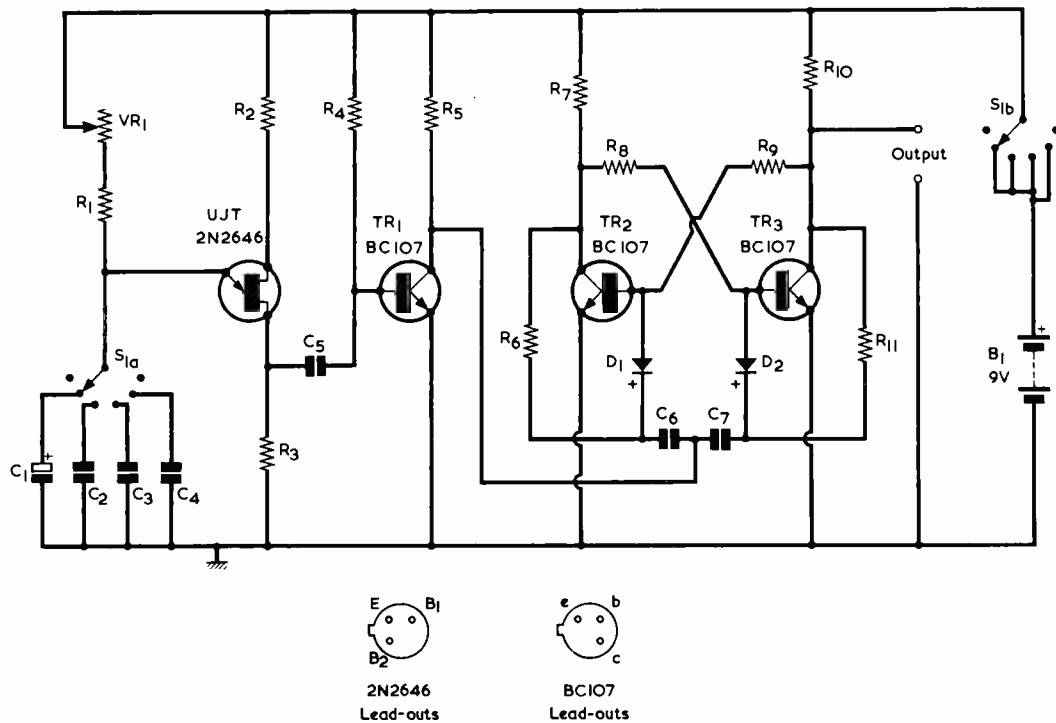 VR1
R1
R2
R4
R5
R7
R10
S1b
R8
R9
Output
UJT
2N2646
TR1
BC107
TR2
BC107
TR3
BC107
C5
R6
D1
+
D2
+
R11
B1
9V
+
S1a
C1
+
C2
C3
C4
R3
C6
C7
E
B1
B2
2N2646
Lead-outs
e
b
c
BC107
Lead-outs